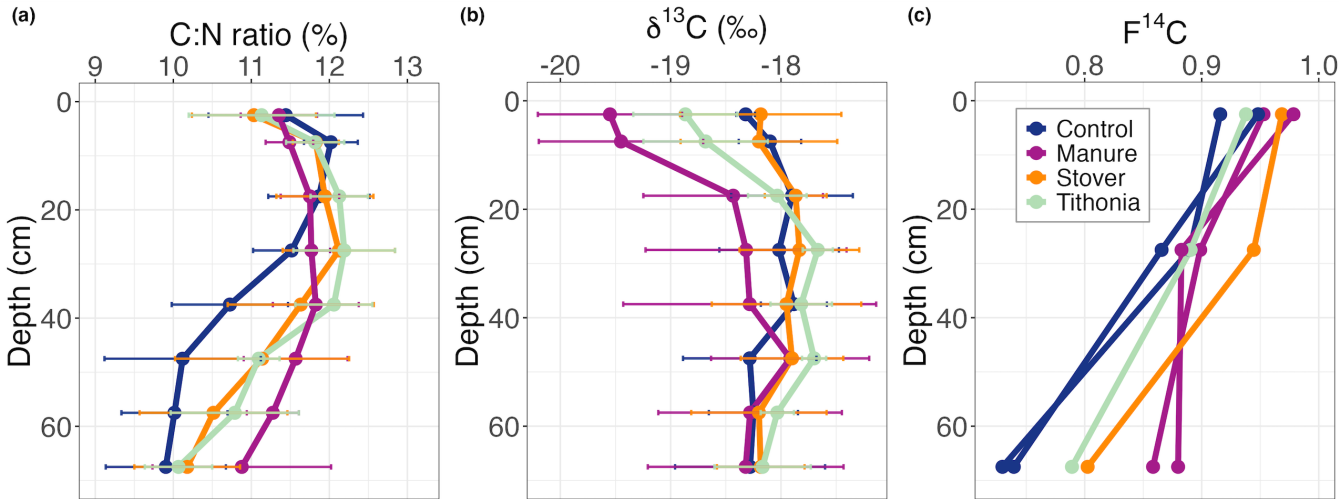 (a)
C:N ratio (%)
9 10 11 12 13
Depth (cm)
0
20
40
60
(b)
δ¹³C (‰)
-20 -19 -18
Depth (cm)
0
20
40
60
(c)
F¹⁴C
0.8 0.9 1.0
Depth (cm)
0
20
40
60
Control
Manure
Stover
Tithonia